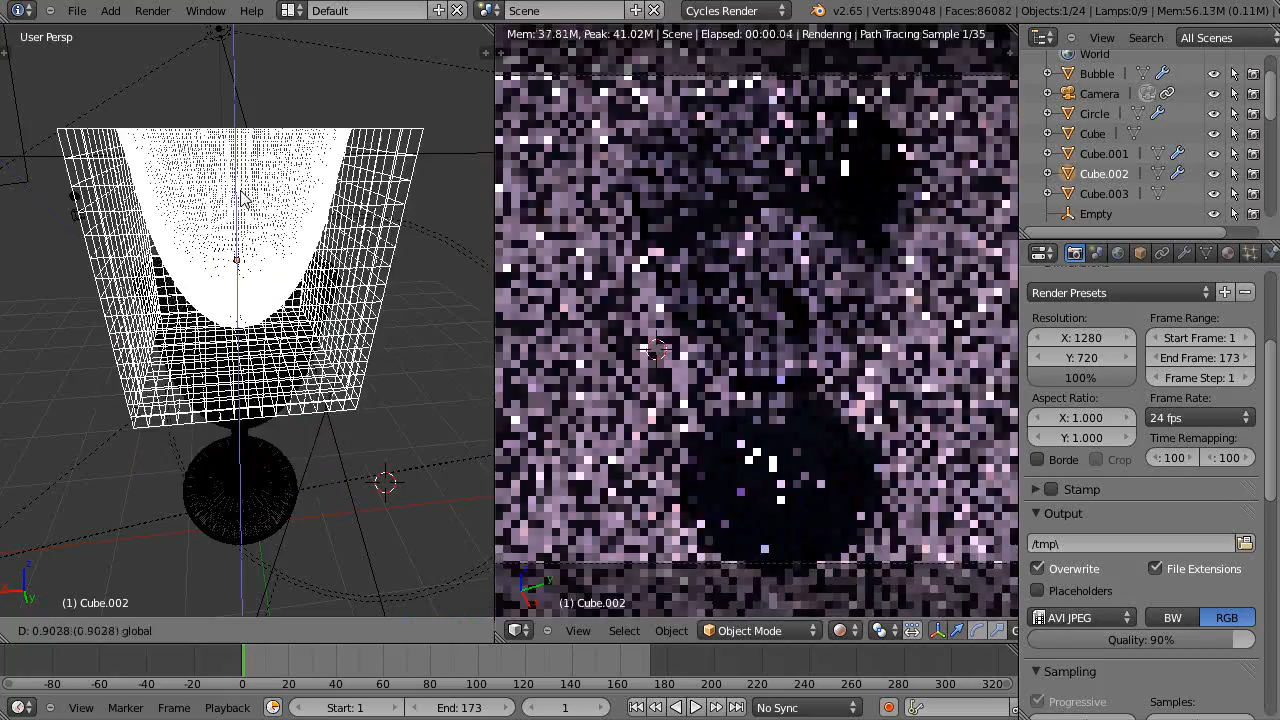 File Add Render Window Help Default Scene Cycles Render v2.65 | Verts:89048 | Faces:86082 | Objects:1/24 | Lamps:0/9 | Mem:56.13M (0.11M) |
User Persp
Mem: 37.81M, Peak: 41.02M | Scene | Elapsed: 00:00.04 | Rendering | Path Tracing Sample 1/35
View Search All Scenes
World
Bubble
Camera
Circle
Cube
Cube.001
Cube.002
Cube.003
Empty
Render Presets
Resolution: Frame Range:
X: 1280 Start Frame: 1
Y: 720 End Frame: 173
100% Frame Step: 1
Aspect Ratio: Frame Rate:
X: 1.000 24 fps
Y: 1.000 Time Remapping:
Borde Crop : 100 : 100
Stamp
Output
/tmp\
Overwrite File Extensions
Placeholders
AVI JPEG BW RGB
Quality: 90%
Sampling
Progressive Samples:
z
x
y
(1) Cube.002
y
(1) Cube.002
D: 0.9028 (0.9028) global
View Select Object Object Mode
-80 -60 -40 -20 0 20 40 60 80 100 120 140 160 180 200 220 240 260 280 300 320
View Marker Frame Playback Start: 1 End: 173 1 No Sync